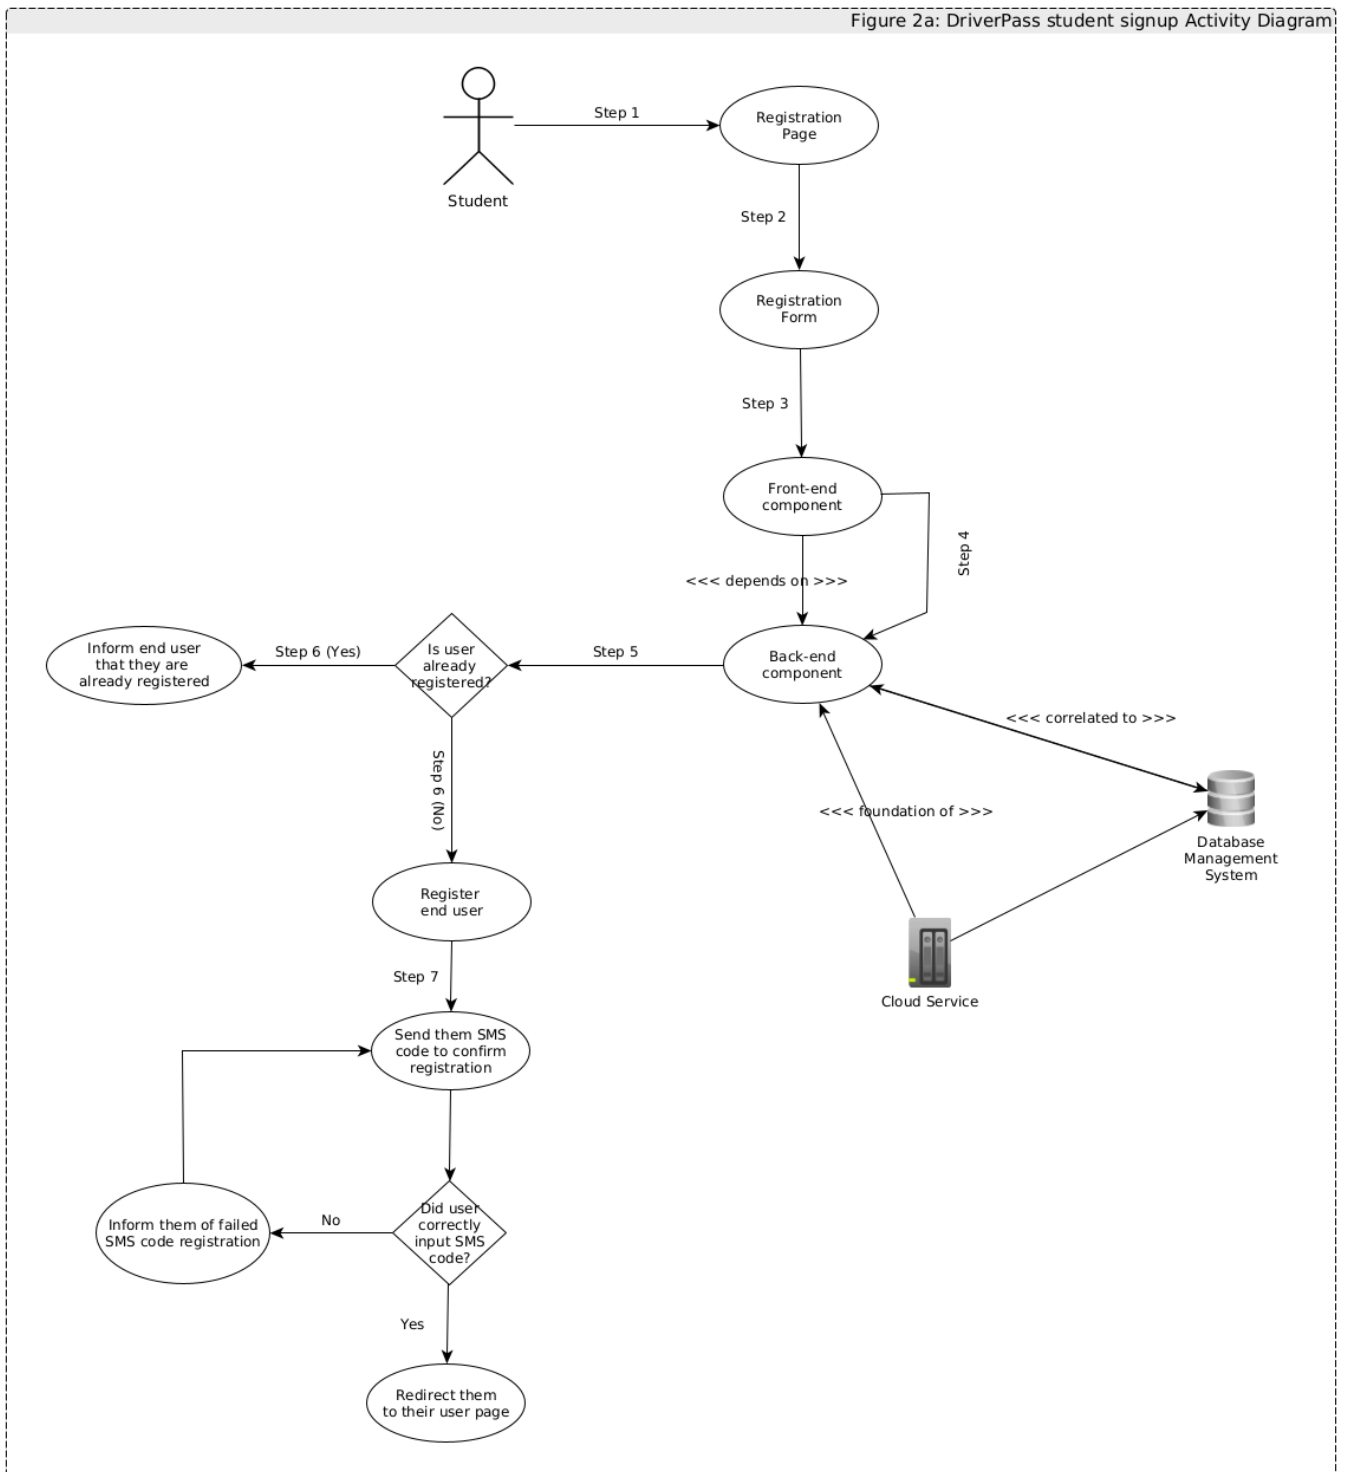 Figure 2a: DriverPass student signup Activity Diagram
Step 1
Registration
Page
Student
Step 2
Registration
Form
Step 3
Front-end
component
Step 4
<<< depends on >>>
Inform end user
that they are
already registered
Step 6 (Yes)
Is user
already
registered?
Step 5
Back-end
component
<<< correlated to >>>
Step 6 (No)
<<< foundation of >>>
Database
Management
System
Register
end user
Step 7
Cloud Service
Send them SMS
code to confirm
registration
Inform them of failed
SMS code registration
No
Did user
correctly
input SMS
code?
Yes
Redirect them
to their user page